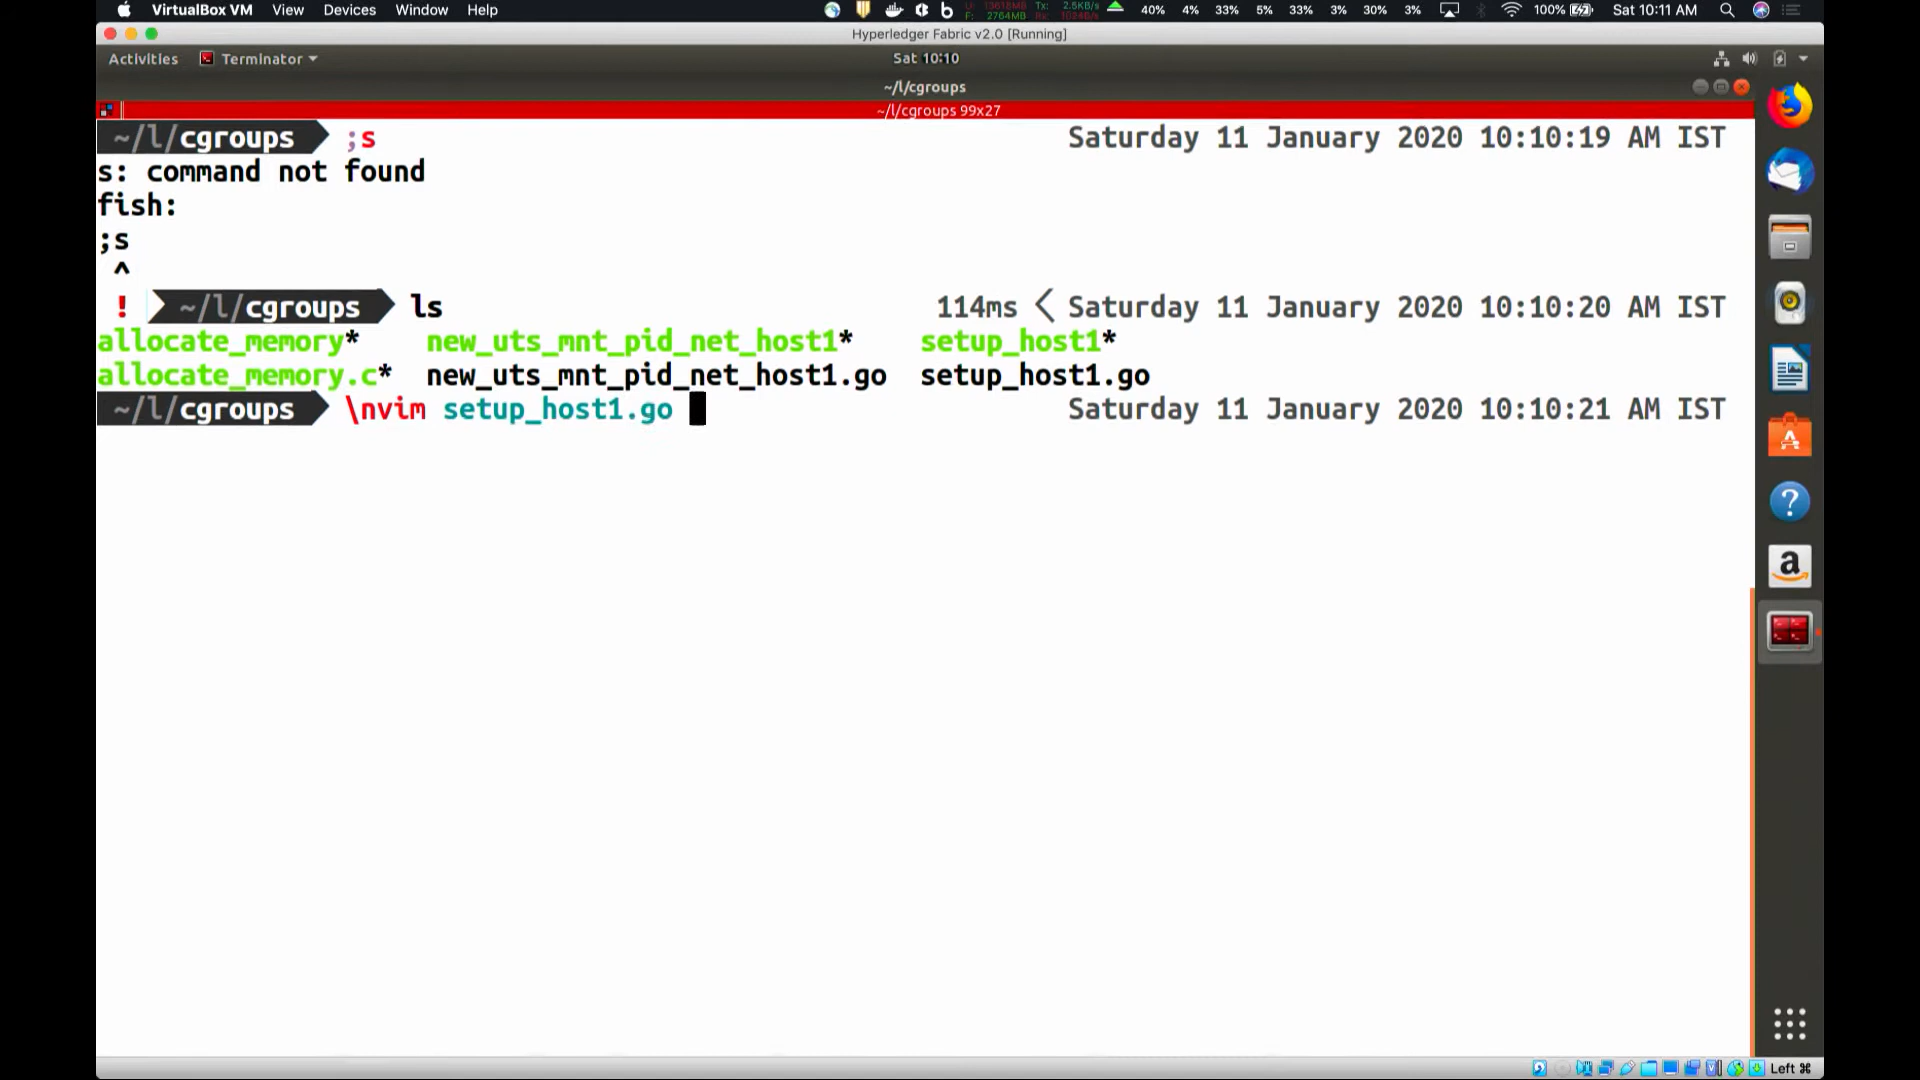 VirtualBox VM View Devices Window Help 40% 4% 33% 5% 33% 3% 30% 3% 100% Sat 10:11 AM
Hyperledger Fabric v2.0 [Running]
Activities Terminator Sat 10:10
~/l/cgroups
~/l/cgroups 99x27
~/l/cgroups ;s Saturday 11 January 2020 10:10:19 AM IST
s: command not found
fish:
;s
^
! ~/l/cgroups ls 114ms Saturday 11 January 2020 10:10:20 AM IST
allocate_memory* new_uts_mnt_pid_net_host1* setup_host1*
allocate_memory.c* new_uts_mnt_pid_net_host1.go setup_host1.go
~/l/cgroups \nvim setup_host1.go Saturday 11 January 2020 10:10:21 AM IST
Left ⌘